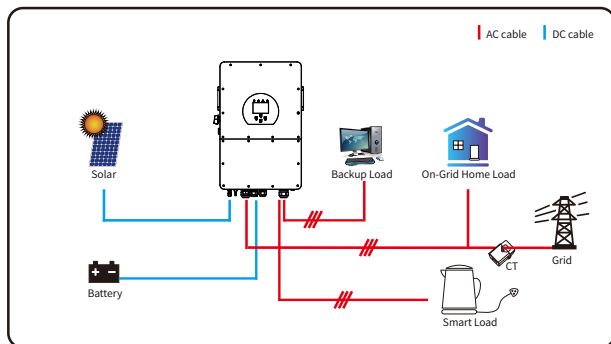 AC cable
DC cable
Solar
Backup Load
On-Grid Home Load
CT
Grid
Battery
Smart Load